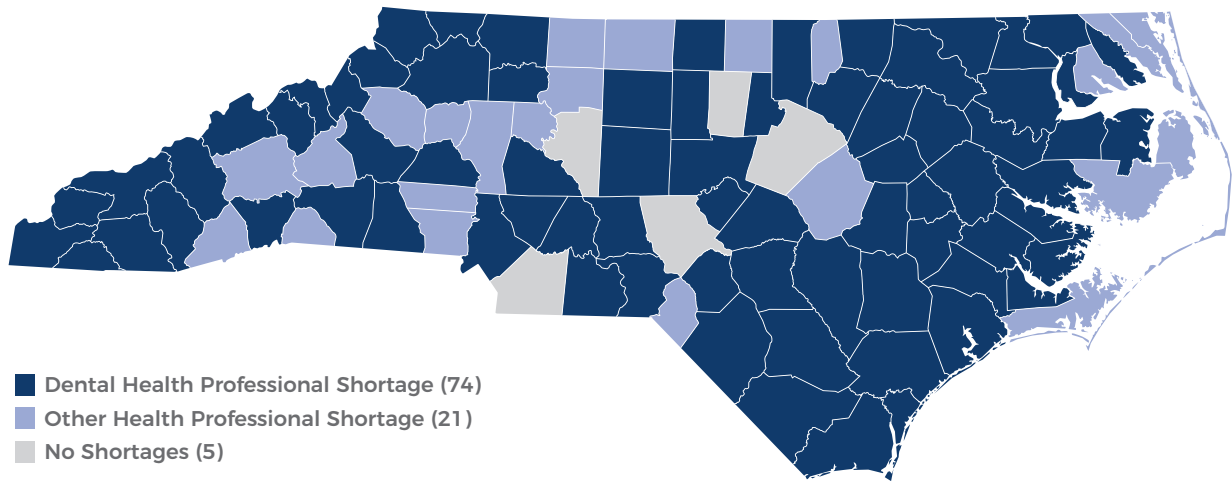 Dental Health Professional Shortage (74)
Other Health Professional Shortage (21)
No Shortages (5)